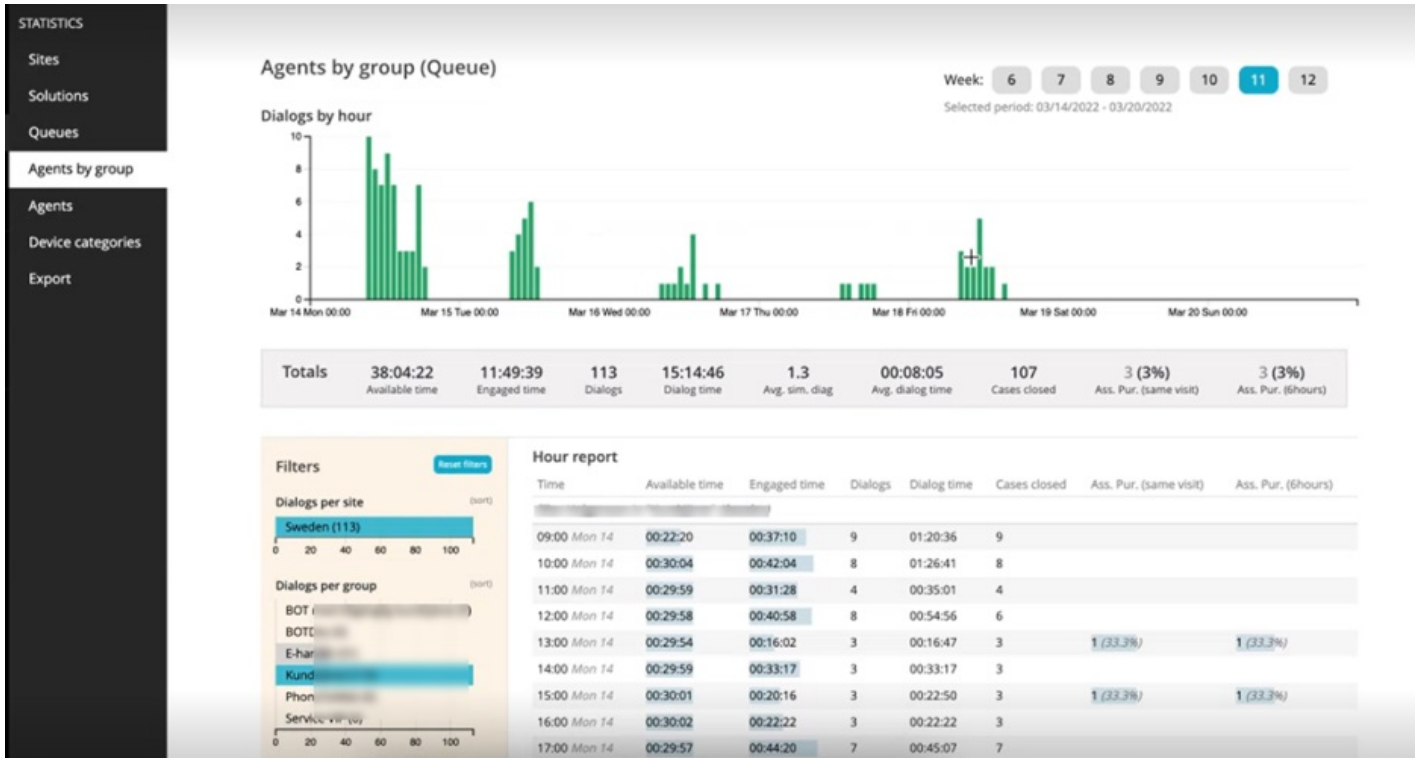 STATISTICS
Sites
Solutions
Queues
Agents by group
Agents
Device categories
Export
Agents by group (Queue)
Week: 6 7 8 9 10 11 12
Selected period: 03/14/2022 - 03/20/2022
Dialogs by hour
10
8
6
4
2
0
Mar 14 Mon 00:00 Mar 15 Tue 00:00 Mar 16 Wed 00:00 Mar 17 Thu 00:00 Mar 18 Fri 00:00 Mar 19 Sat 00:00 Mar 20 Sun 00:00
Totals 38:04:22 11:49:39 113 15:14:46 1.3 00:08:05 107 3 (3%) 3 (3%)
Available time Engaged time Dialogs Dialog time Avg. sim. diag Avg. dialog time Cases closed Ass. Pur. (same visit) Ass. Pur. (6hours)
Filters Reset filters
Dialogs per site (sort)
Sweden (113)
0 20 40 60 80 100
Dialogs per group (sort)
BOT
E-han
Kund
Phon
0 20 40 60 80 100
Hour report
Time Available time Engaged time Dialogs Dialog time Cases closed Ass. Pur. (same visit) Ass. Pur. (6hours)
09:00 Mon 14 00:22:20 00:37:10 9 01:20:36 9
10:00 Mon 14 00:30:04 00:42:04 8 01:26:41 8
11:00 Mon 14 00:29:59 00:31:28 4 00:35:01 4
12:00 Mon 14 00:29:58 00:40:58 8 00:54:56 6
13:00 Mon 14 00:29:54 00:16:02 3 00:16:47 3 1 (33.3%) 1 (33.3%)
14:00 Mon 14 00:29:59 00:33:17 3 00:33:17 3
15:00 Mon 14 00:30:01 00:20:16 3 00:22:50 3 1 (33.3%) 1 (33.3%)
16:00 Mon 14 00:30:02 00:22:22 3 00:22:22 3
17:00 Mon 14 00:29:57 00:44:20 7 00:45:07 7